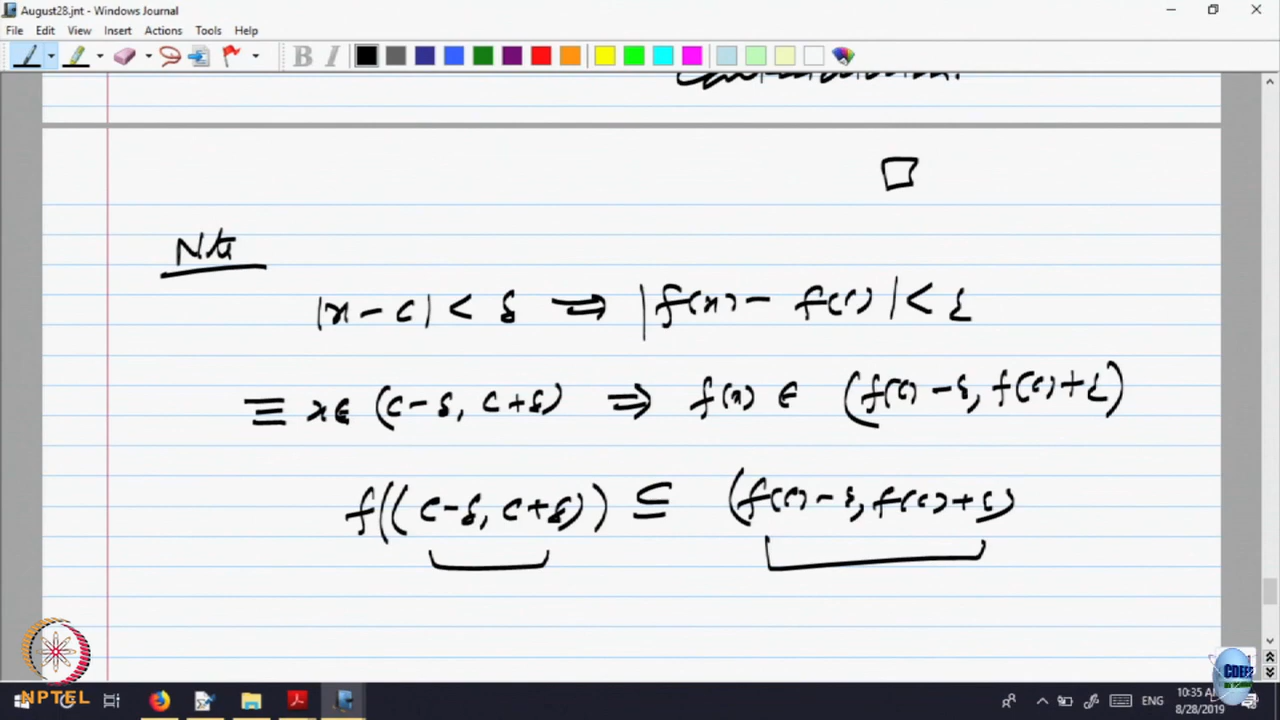 August28.jnt - Windows Journal
File Edit View Insert Actions Tools Help
Note
|x - c| < δ ⇒ |f(x) - f(c)| < ε
≡ x ∈ (c-δ, c+δ) ⇒ f(x) ∈ (f(c) - ε, f(c) + ε)
f((c-δ, c+δ)) ⊆ (f(c) - ε, f(c) + ε)
NPTEL
CDEEP
ENG
10:35 A
8/28/2019